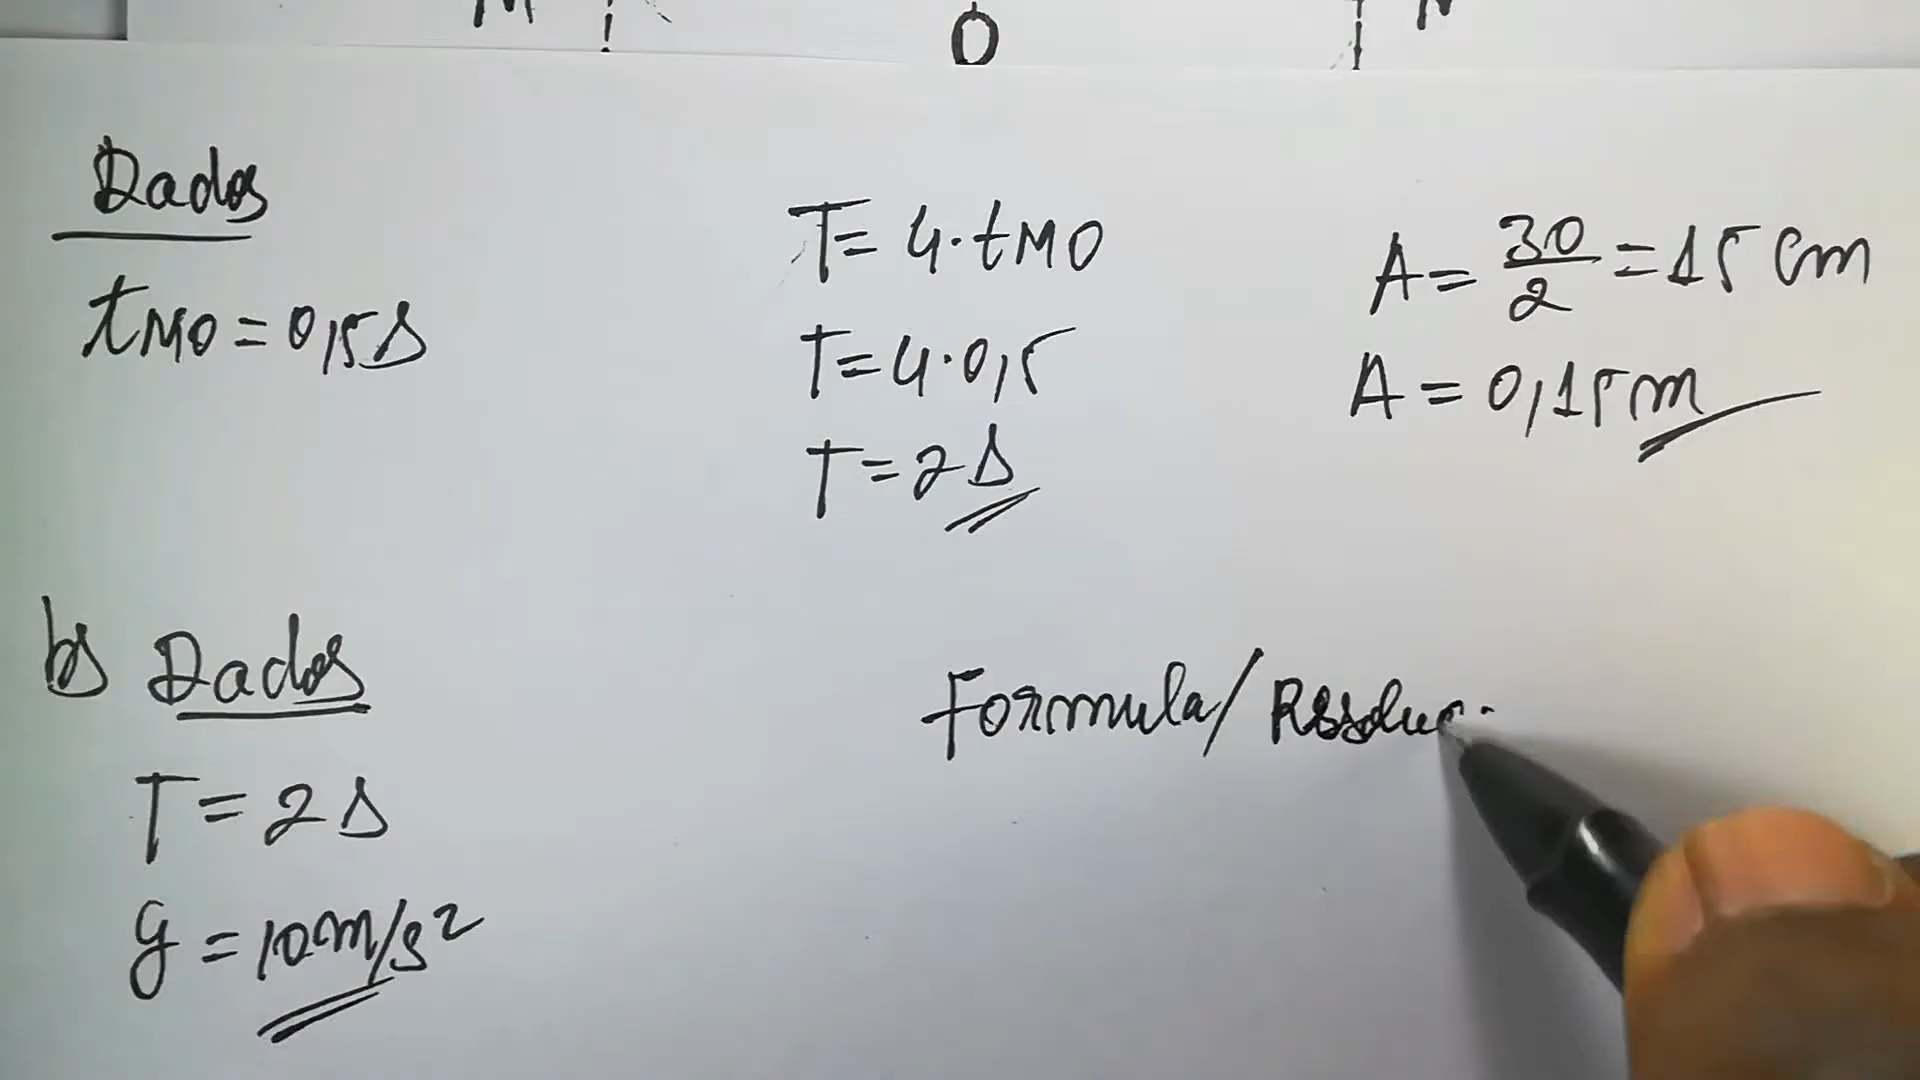 M O N
Dados
tMO = 0,5s
T = 4·tMO
T = 4·0,5
T = 2s
A = 30/2 = 15 cm
A = 0,15m
b) Dados
T = 2s
g = 10m/s²
Formula/Resolu